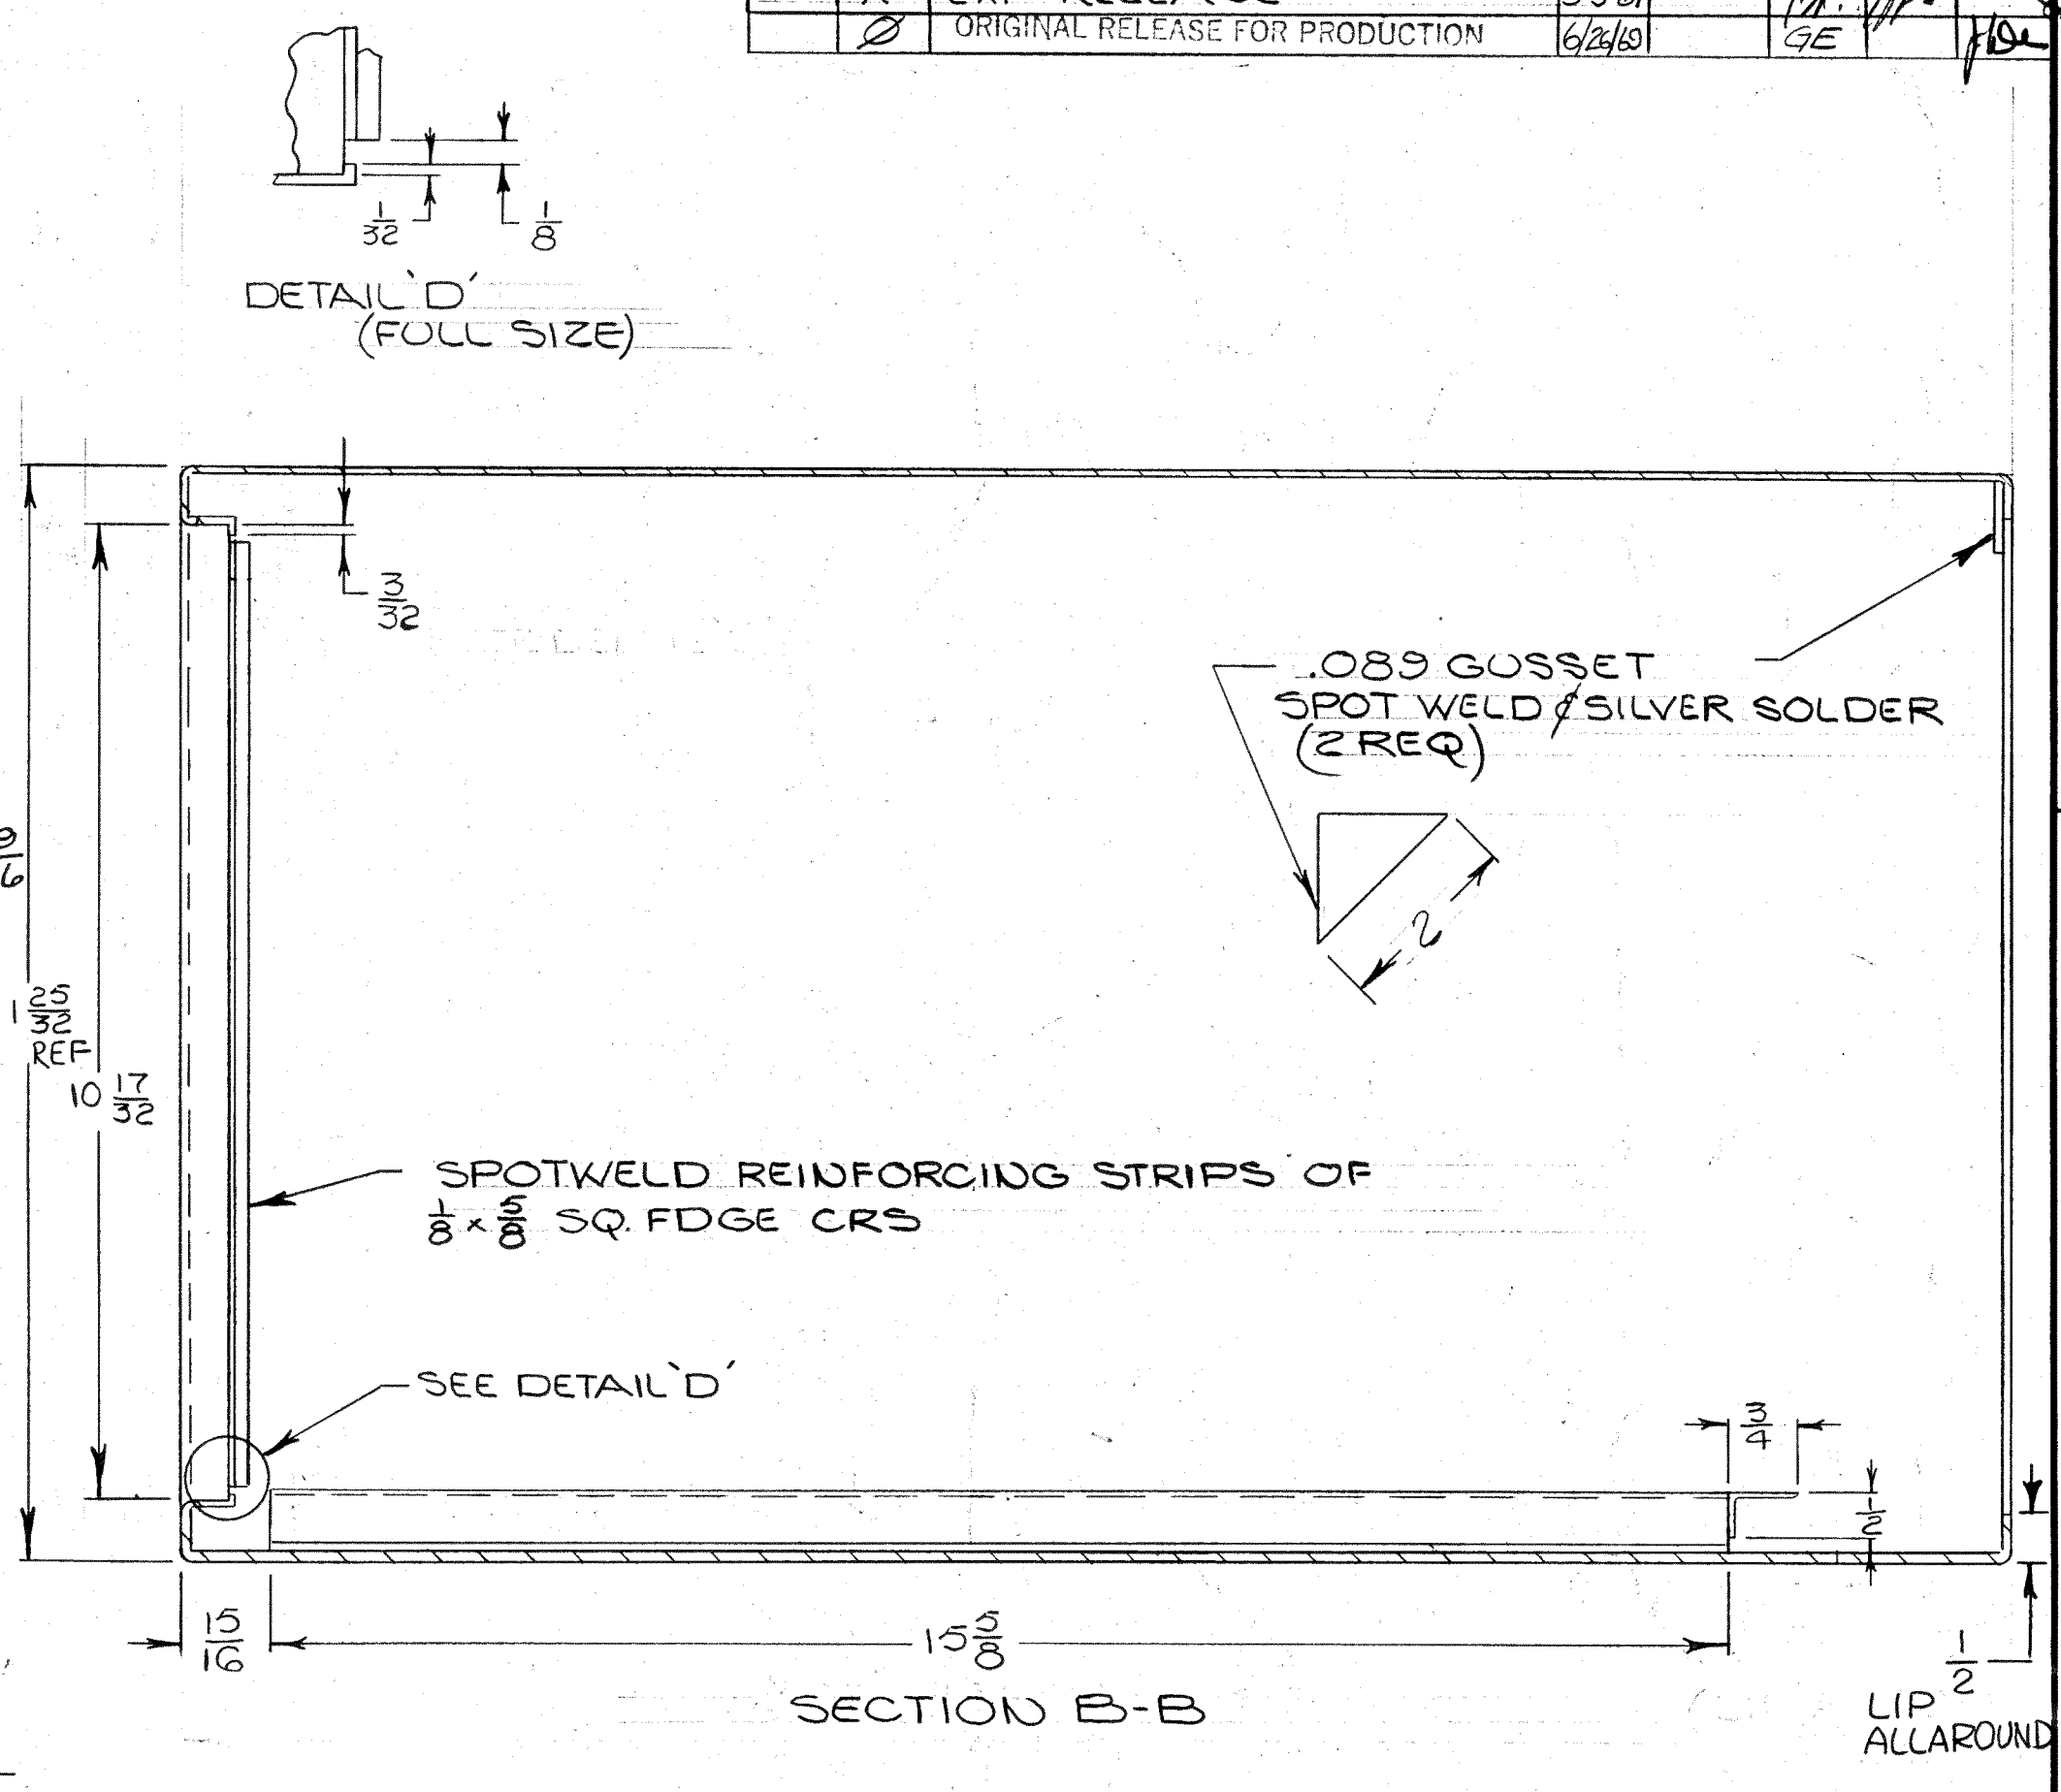 RELEASE
Ø ORIGINAL RELEASE FOR PRODUCTION 6/26/69 GE
1/32
1/8
DETAIL 'D'
(FULL SIZE)
3/32
.089 GUSSET
SPOT WELD & SILVER SOLDER
(2 REQ)
2
1 25/32
REF
10 17/32
SPOTWELD REINFORCING STRIPS OF
1/8 x 5/8 SQ. FDGE CRS
SEE DETAIL 'D'
3/4
1/2
15/16
15 5/8
1/2
LIP
ALLAROUND
SECTION B-B